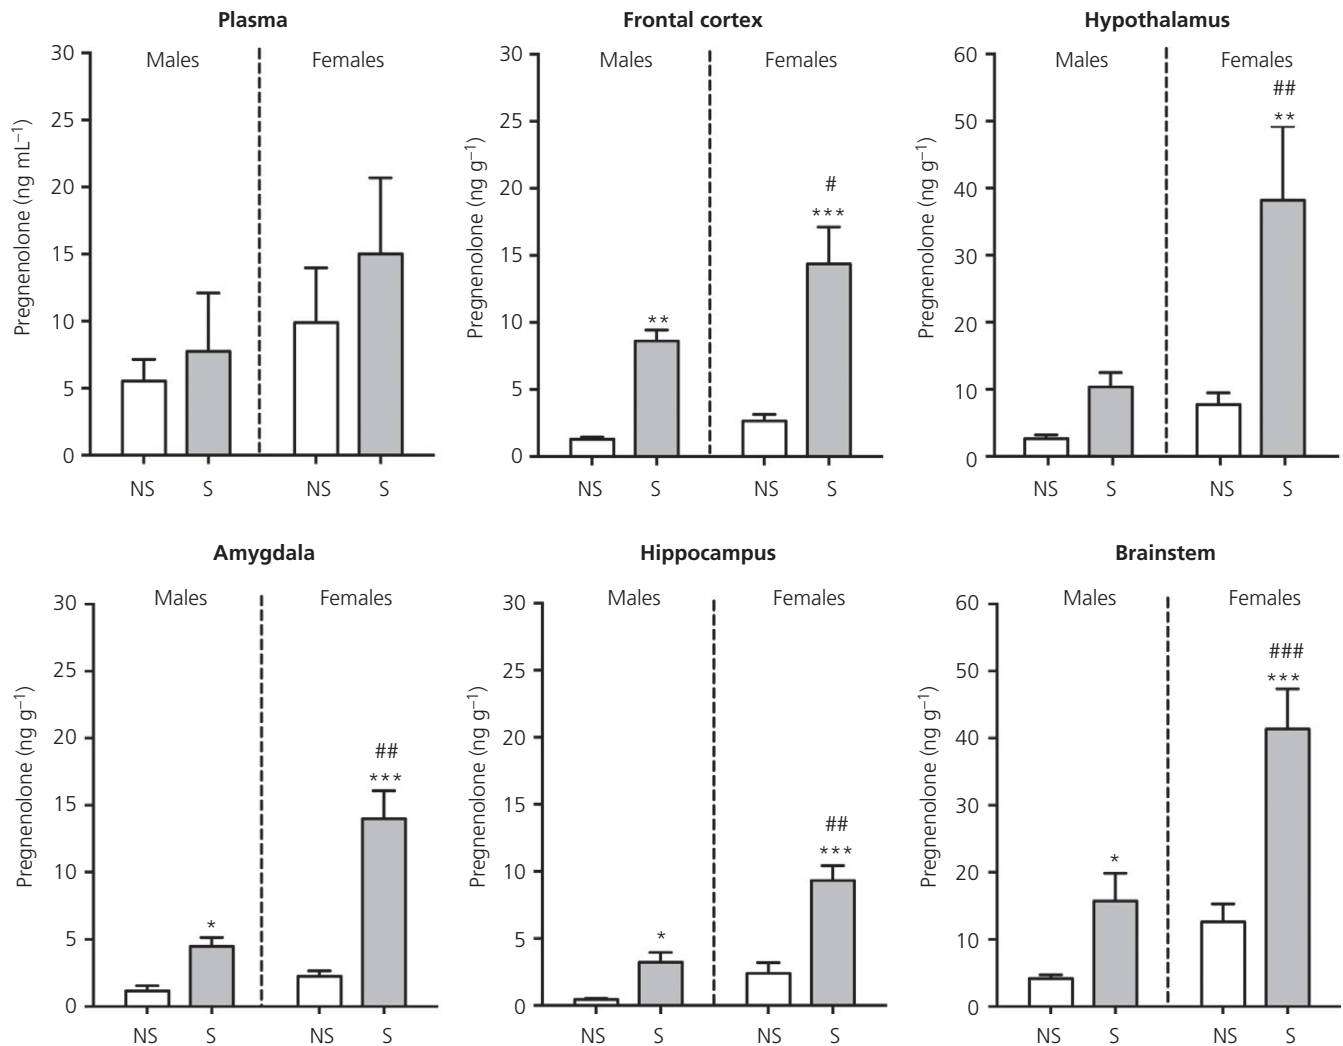 Plasma
Males
Females
Pregnenolone (ng mL⁻¹)
30
25
20
15
10
5
0
NS
S
NS
S
Frontal cortex
Males
Females
Pregnenolone (ng g⁻¹)
30
25
20
15
10
5
0
**
#
***
NS
S
NS
S
Hypothalamus
Males
Females
Pregnenolone (ng g⁻¹)
60
50
40
30
20
10
0
##
**
NS
S
NS
S
Amygdala
Males
Females
Pregnenolone (ng g⁻¹)
30
25
20
15
10
5
0
*
##
***
NS
S
NS
S
Hippocampus
Males
Females
Pregnenolone (ng g⁻¹)
30
25
20
15
10
5
0
*
##
***
NS
S
NS
S
Brainstem
Males
Females
Pregnenolone (ng g⁻¹)
60
50
40
30
20
10
0
*
###
***
NS
S
NS
S